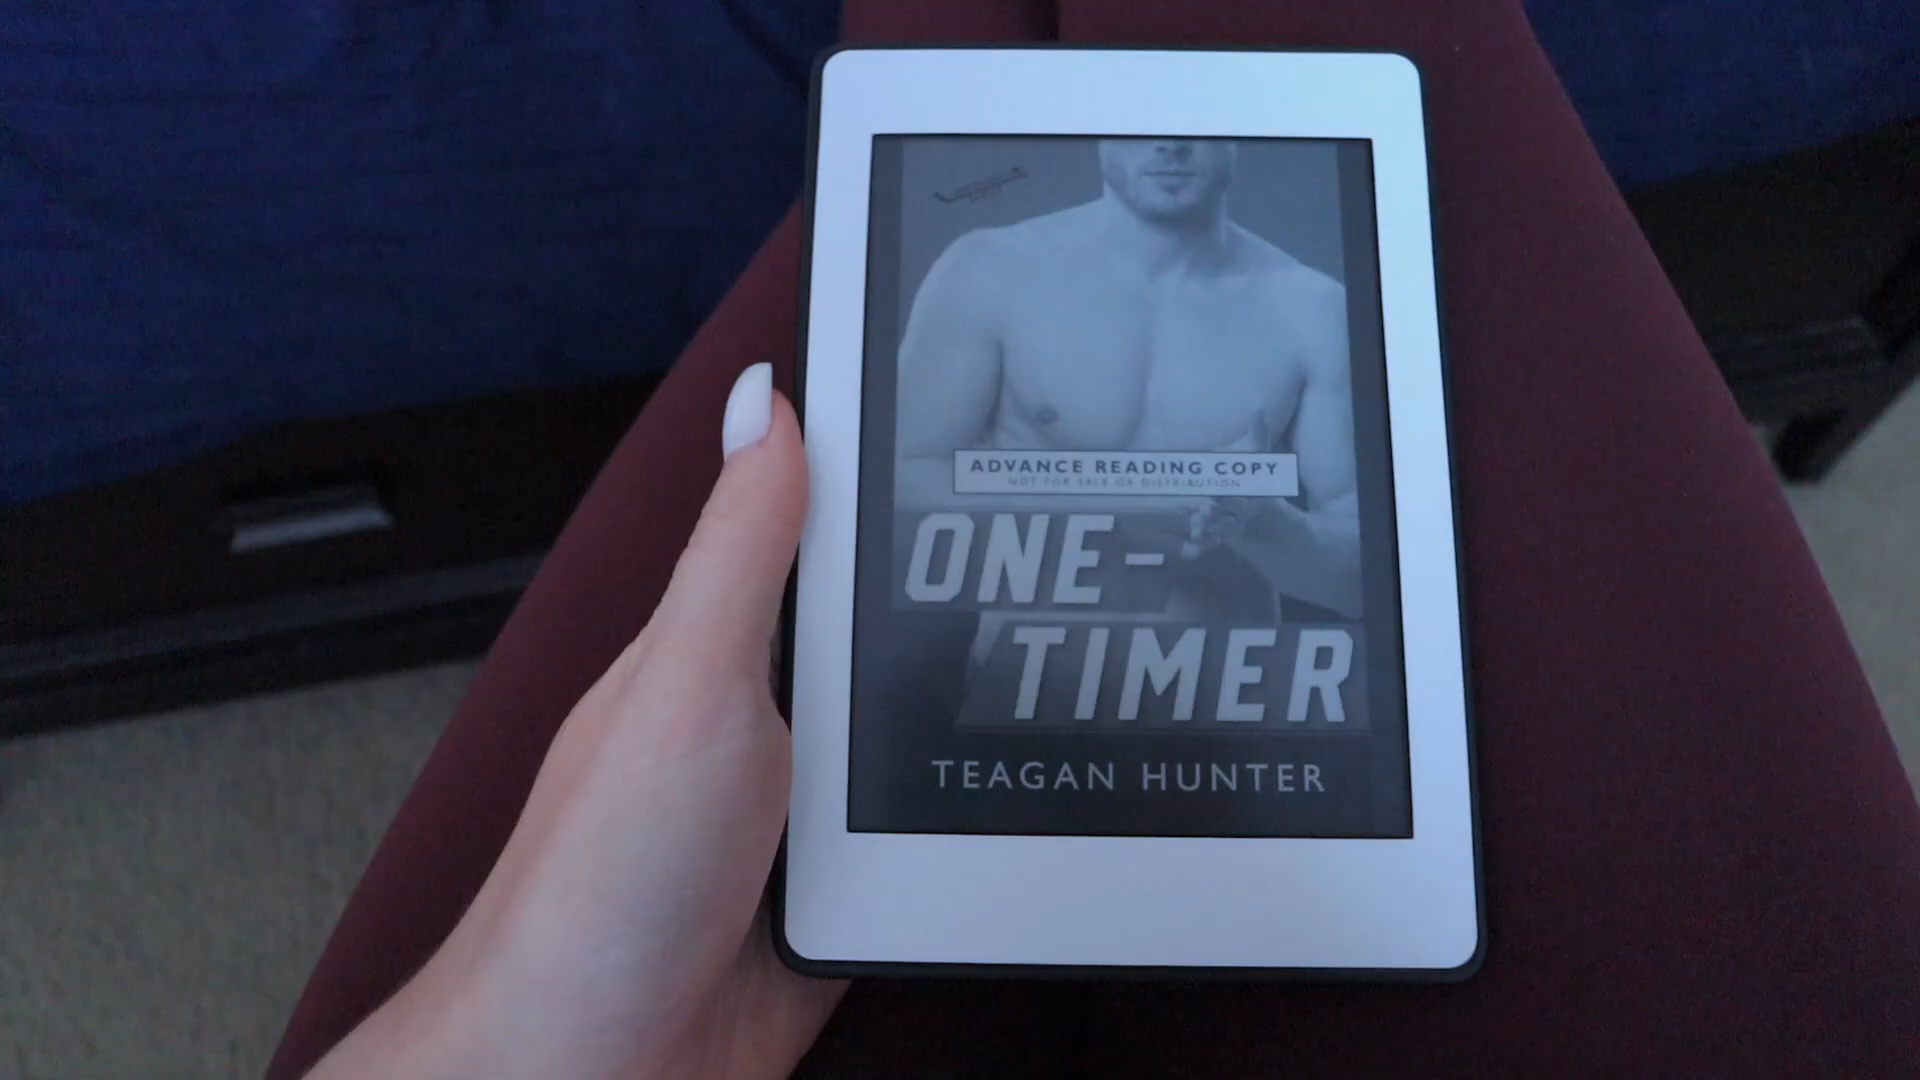 ADVANCE READING COPY
NOT FOR SALE OR DISTRIBUTION
ONE-
TIMER
TEAGAN HUNTER